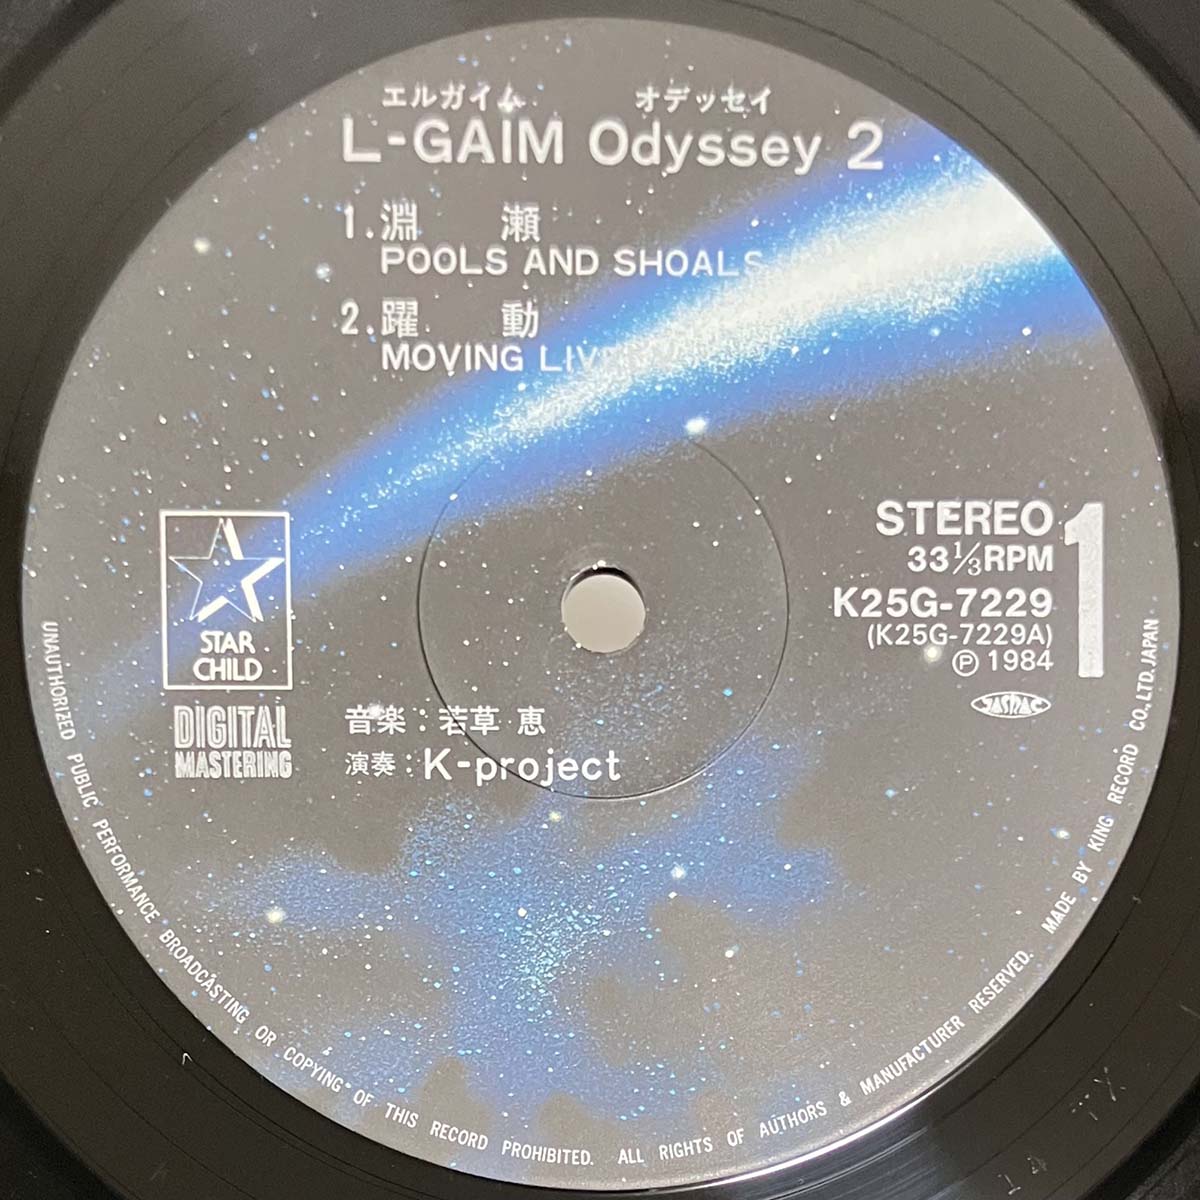 エルガイム オデッセイ
L-GAIM Odyssey 2
1.淵 瀬
POOLS AND SHOALS
2.躍 動
MOVING
STAR
CHILD
DIGITAL
MASTERING
STEREO
33⅓RPM
K25G-7229
(K25G-7229A)
Ⓟ 1984
1
JASRAC
音楽:若草 恵
演奏:K-project
UNAUTHORIZED PUBLIC PERFORMANCE BROADCASTING OR COPYING OF THIS RECORD PROHIBITED. ALL RIGHTS OF AUTHORS & MANUFACTURER RESERVED. MADE BY KING RECORD CO., LTD. JAPAN